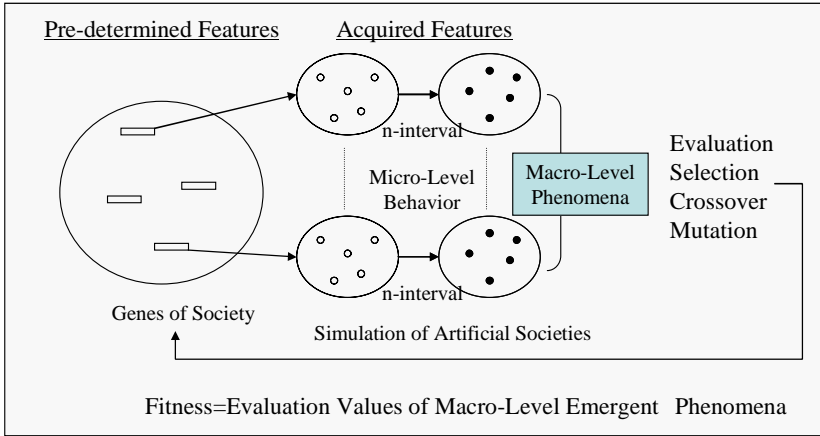 Pre-determined Features
Acquired Features
n-interval
Micro-Level
Behavior
Macro-Level
Phenomena
Evaluation
Selection
Crossover
Mutation
n-interval
Genes of Society
Simulation of Artificial Societies
Fitness=Evaluation Values of Macro-Level Emergent Phenomena